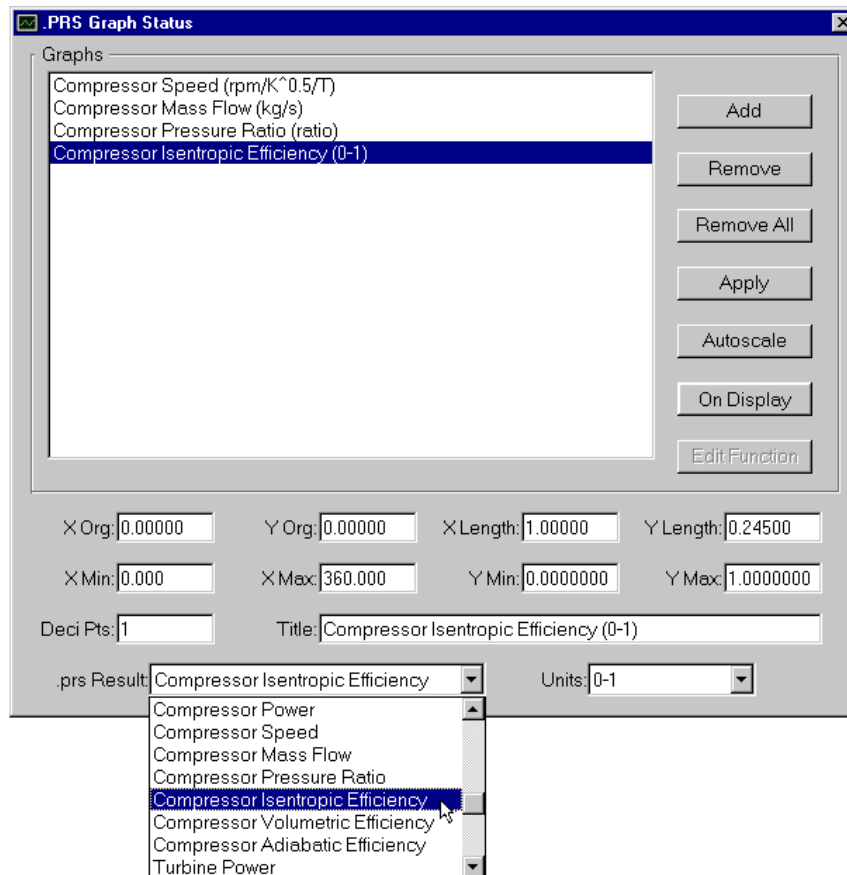 .PRS Graph Status
Graphs
Compressor Speed (rpm/K^0.5/T)
Compressor Mass Flow (kg/s)
Compressor Pressure Ratio (ratio)
Compressor Isentropic Efficiency (0-1)
Add
Remove
Remove All
Apply
Autoscale
On Display
Edit Function
X Org: 0.00000 Y Org: 0.00000 X Length: 1.00000 Y Length: 0.24500
X Min: 0.000 X Max: 360.000 Y Min: 0.0000000 Y Max: 1.0000000
Deci Pts: 1 Title: Compressor Isentropic Efficiency (0-1)
.prs Result: Compressor Isentropic Efficiency Units: 0-1
Compressor Power
Compressor Speed
Compressor Mass Flow
Compressor Pressure Ratio
Compressor Isentropic Efficiency
Compressor Volumetric Efficiency
Compressor Adiabatic Efficiency
Turbine Power